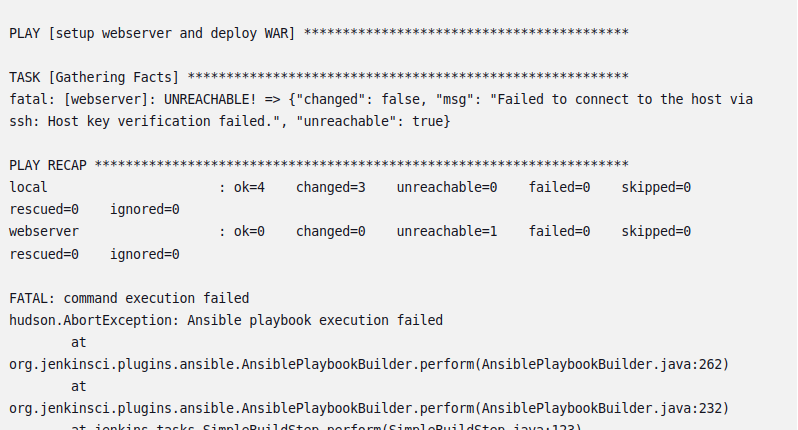 PLAY [setup webserver and deploy WAR] ******************************************
TASK [Gathering Facts] *********************************************************
fatal: [webserver]: UNREACHABLE! => {"changed": false, "msg": "Failed to connect to the host via
ssh: Host key verification failed.", "unreachable": true}
PLAY RECAP *********************************************************************
local                      : ok=4    changed=3    unreachable=0    failed=0    skipped=0
rescued=0    ignored=0
webserver                  : ok=0    changed=0    unreachable=1    failed=0    skipped=0
rescued=0    ignored=0
FATAL: command execution failed
hudson.AbortException: Ansible playbook execution failed
at
org.jenkinsci.plugins.ansible.AnsiblePlaybookBuilder.perform(AnsiblePlaybookBuilder.java:262)
at
org.jenkinsci.plugins.ansible.AnsiblePlaybookBuilder.perform(AnsiblePlaybookBuilder.java:232)
at jenkins.tasks.SimpleBuildStep.perform(SimpleBuildStep.java:123)